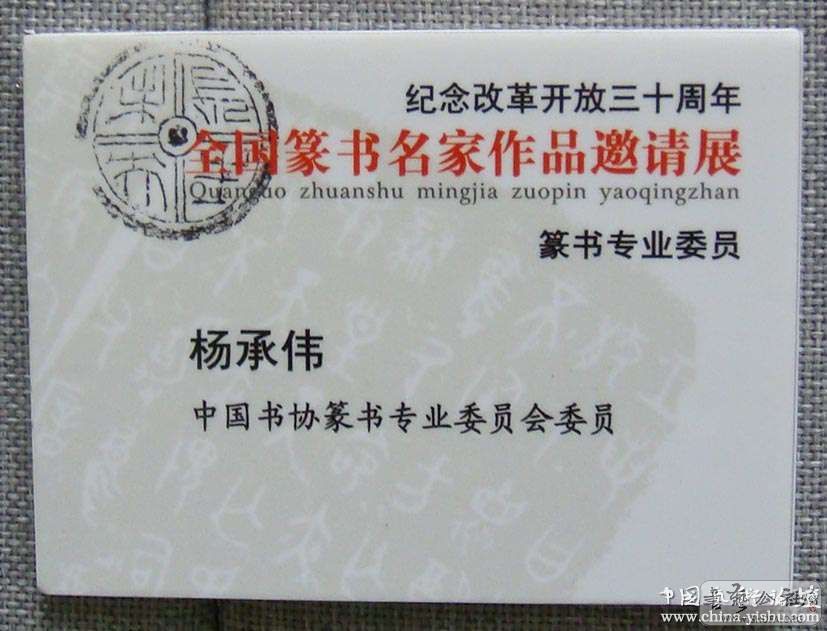 纪念改革开放三十周年
全国篆书名家作品邀请展
Quanguo zhuanshu mingjia zuopin yaoqingzhan
篆书专业委员
杨承伟
中国书协篆书专业委员会委员
www.china-yishu.com